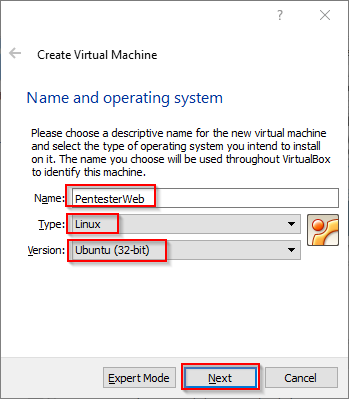 ?
Create Virtual Machine
Name and operating system
Please choose a descriptive name for the new virtual machine
and select the type of operating system you intend to install
on it. The name you choose will be used throughout VirtualBox
to identify this machine.
Name: PentesterWeb
Type: Linux
Version: Ubuntu (32-bit)
Expert Mode Next Cancel